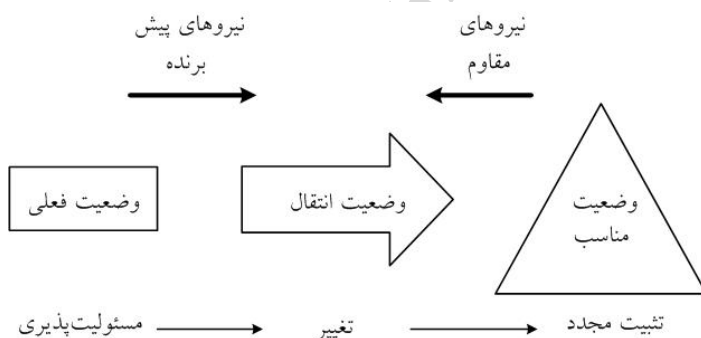 نیروهای پیش
برنده
نیروهای
مقاوم
وضعیت فعلی
وضعیت انتقال
وضعیت
مناسب
مسئولیت‌پذیری
تغییر
تثبیت مجدد